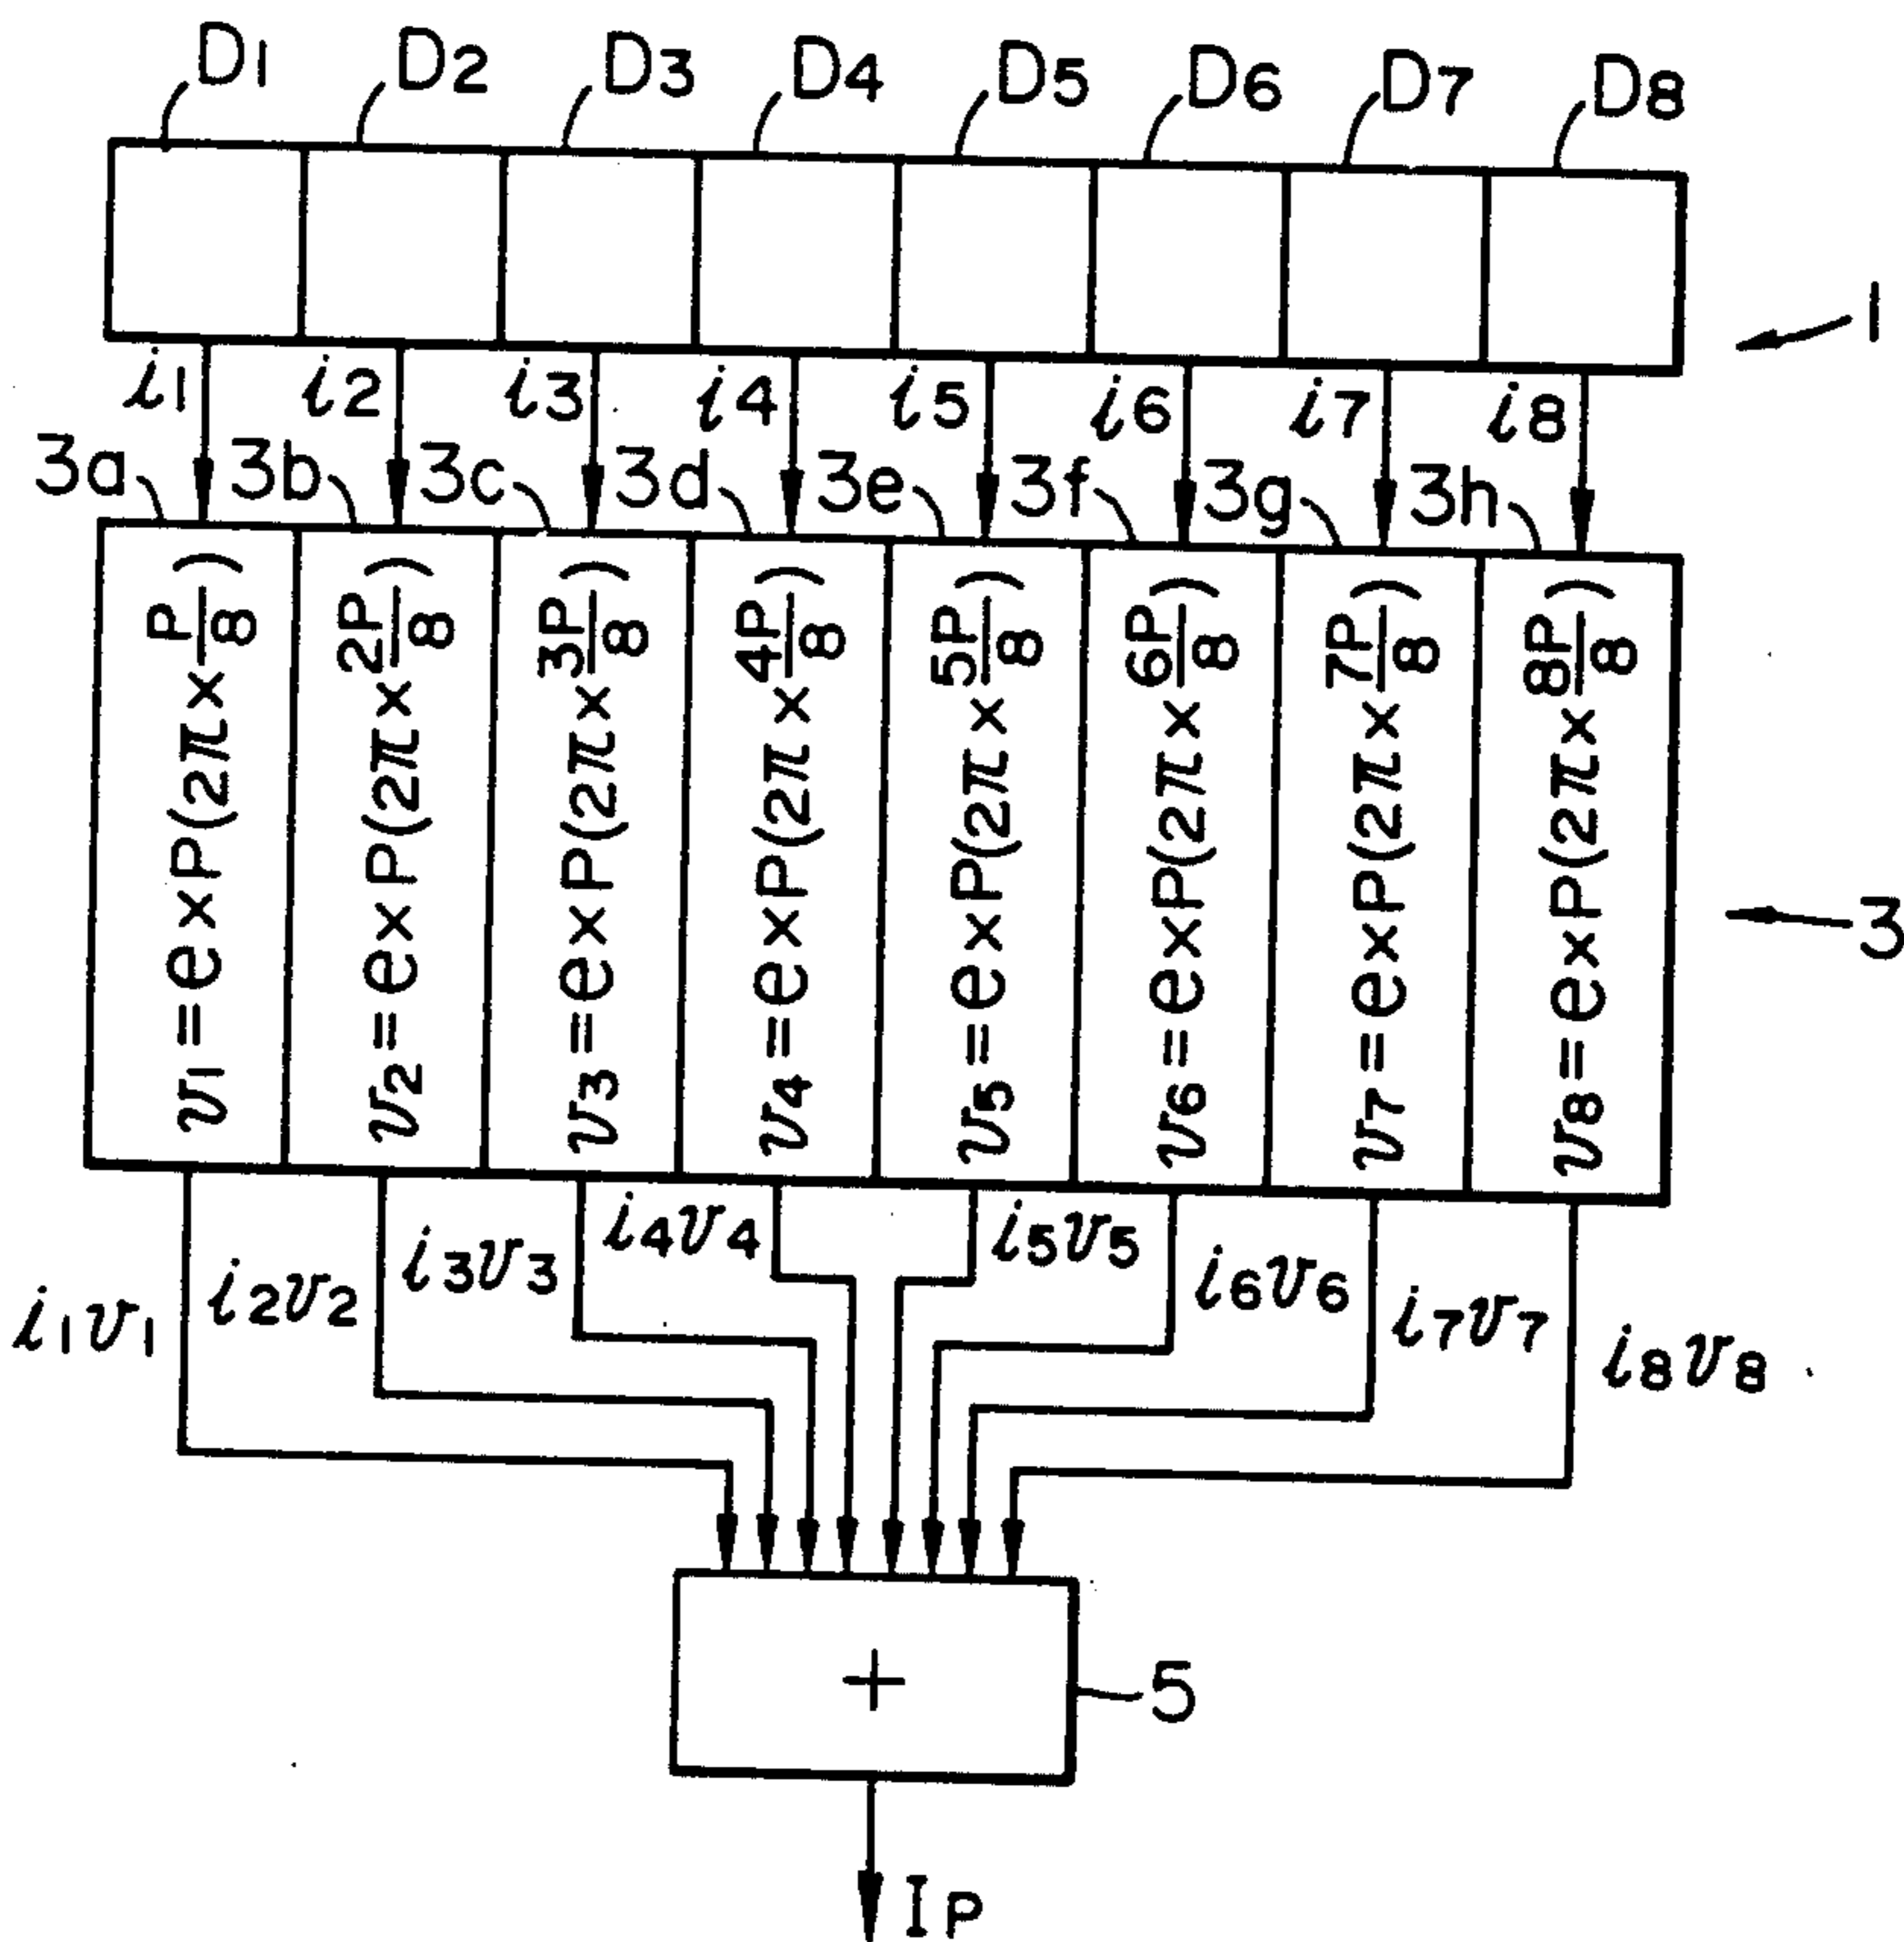 D1 D2 D3 D4 D5 D6 D7 D8
1
i1 i2 i3 i4 i5 i6 i7 i8
3a 3b 3c 3d 3e 3f 3g 3h
v1 = exP(2π × P/8)
v2 = exP(2π × 2P/8)
v3 = exP(2π × 3P/8)
v4 = exP(2π × 4P/8)
v5 = exP(2π × 5P/8)
v6 = exP(2π × 6P/8)
v7 = exP(2π × 7P/8)
v8 = exP(2π × 8P/8)
3
i1v1 i2v2 i3v3 i4v4 i5v5 i6v6 i7v7 i8v8
+
5
IP